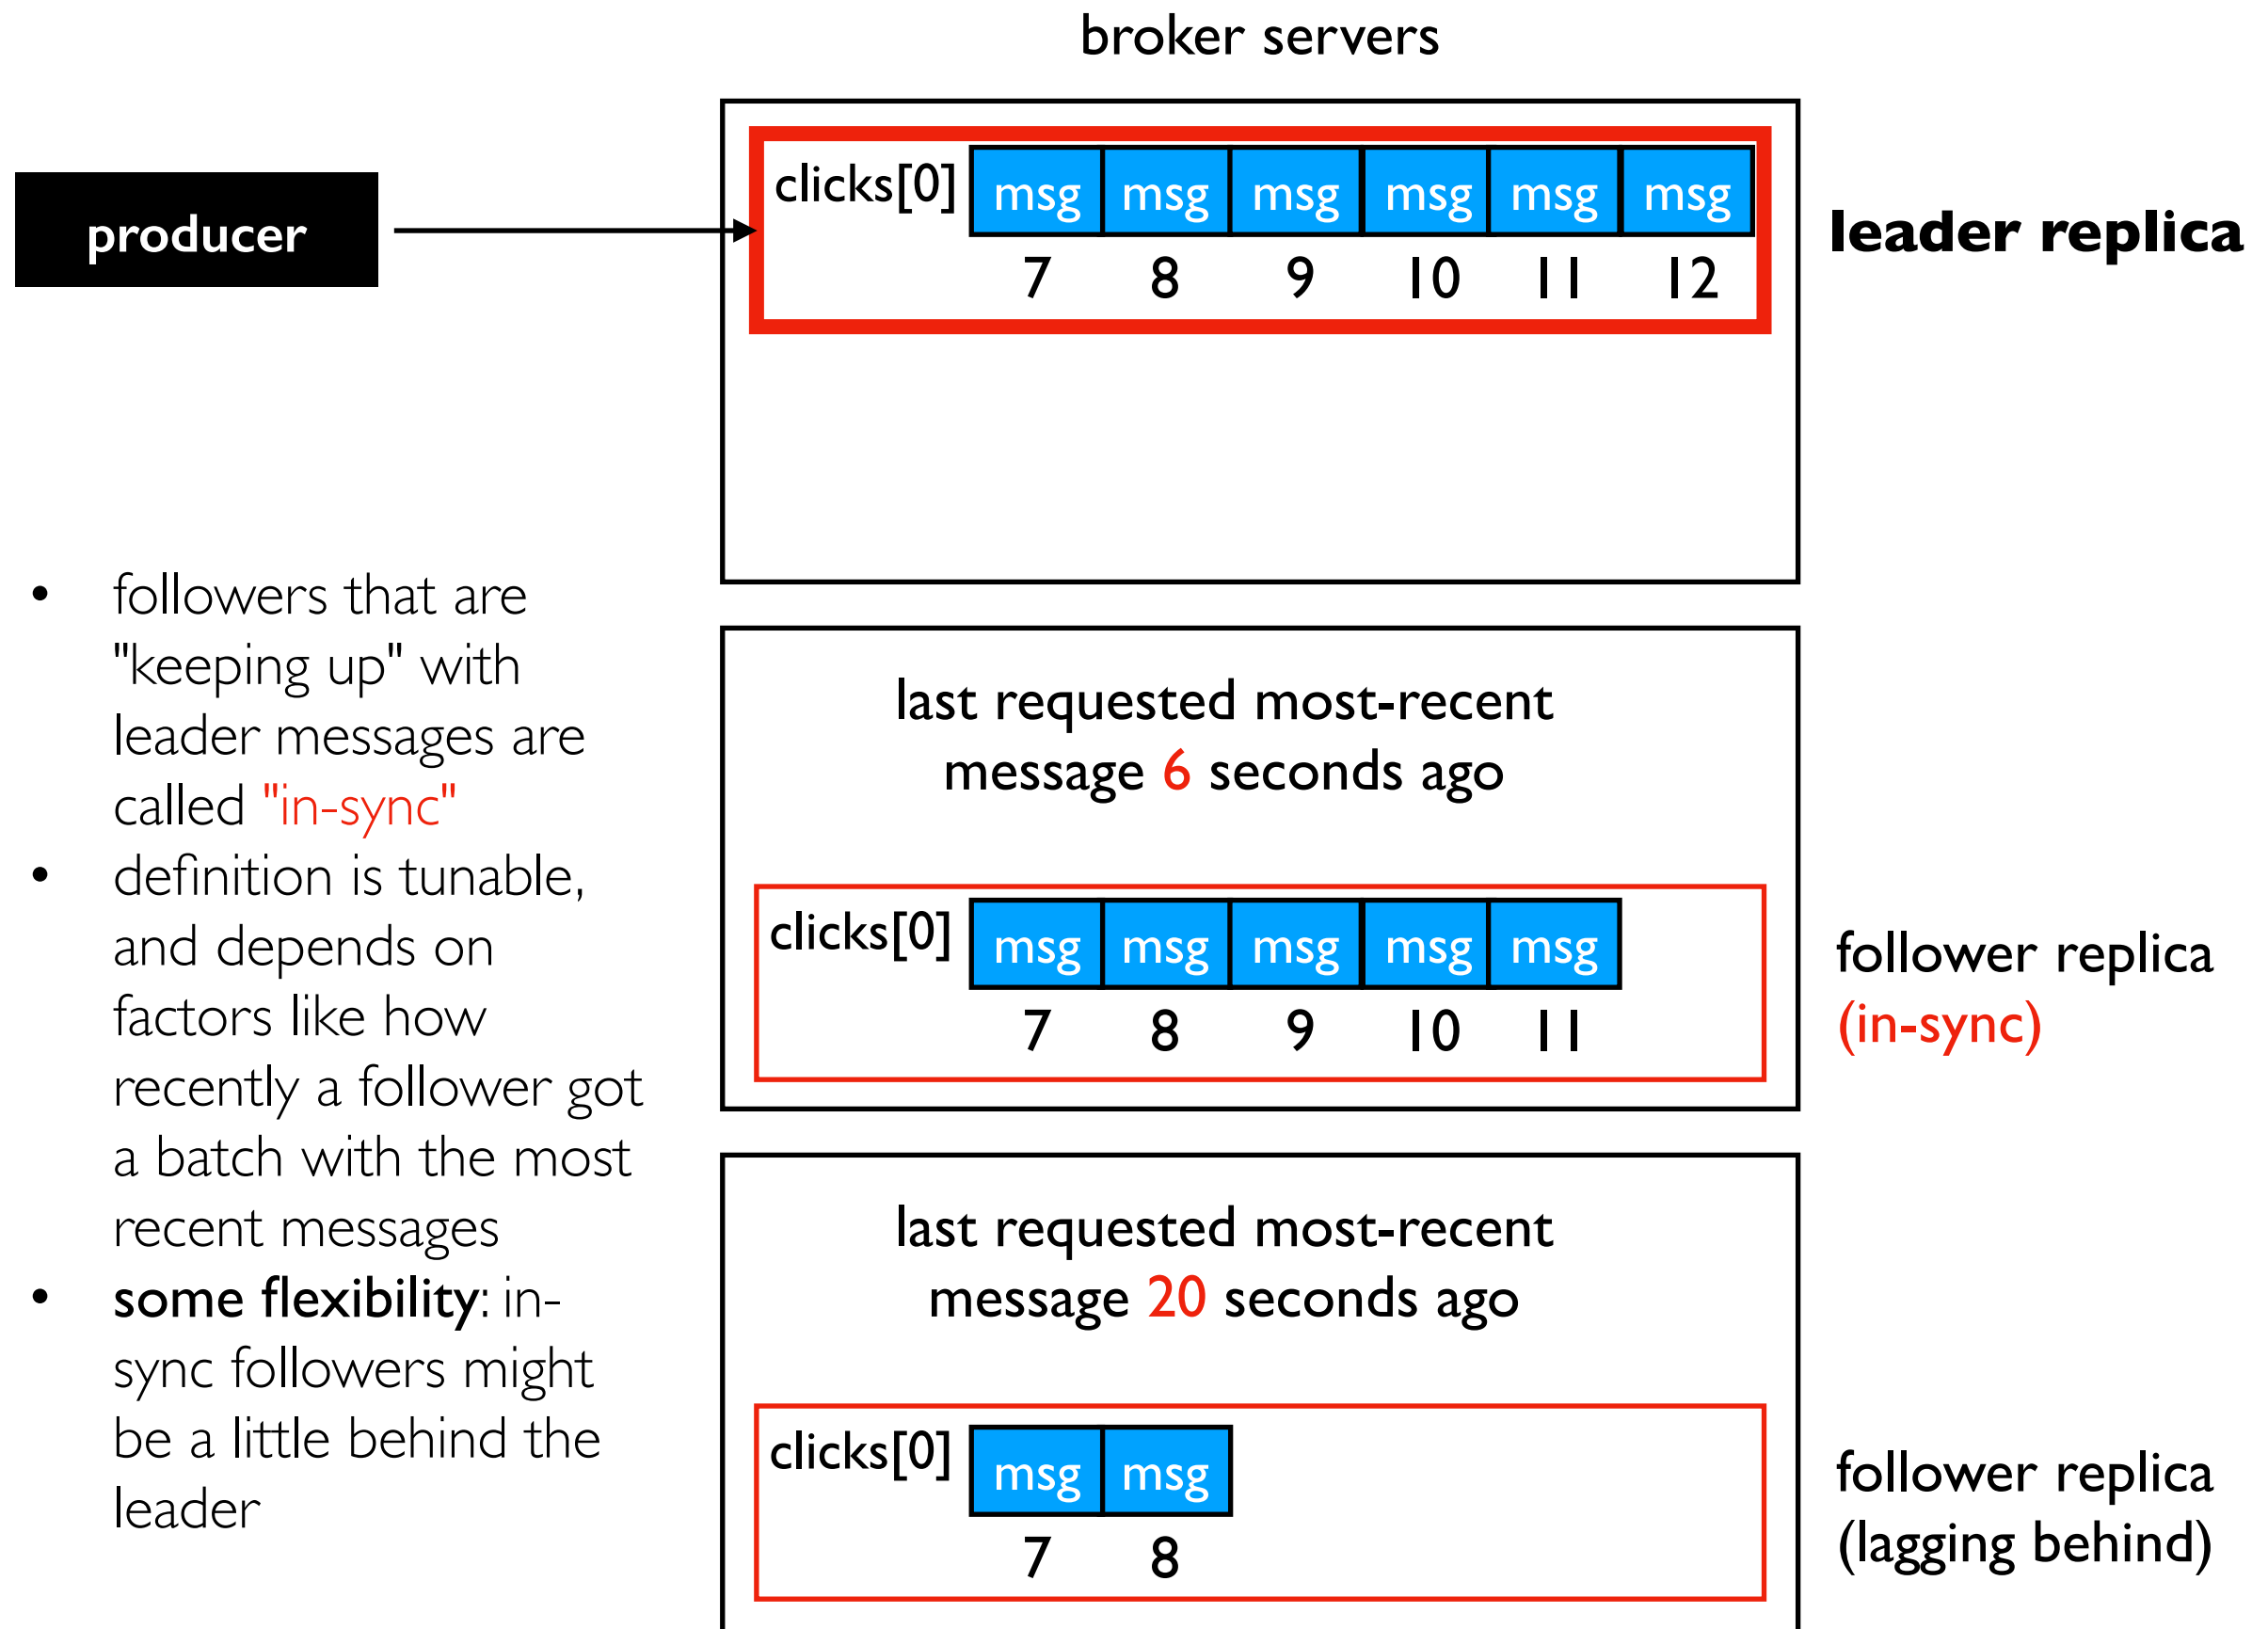 broker servers
producer
clicks[0] msg msg msg msg msg msg
7 8 9 10 11 12
leader replica
• followers that are
"keeping up" with
leader messages are
called "in-sync"
• definition is tunable,
and depends on
factors like how
recently a follower got
a batch with the most
recent messages
• some flexibility: in-
sync followers might
be a little behind the
leader
last requested most-recent
message 6 seconds ago
clicks[0] msg msg msg msg msg
7 8 9 10 11
follower replica
(in-sync)
last requested most-recent
message 20 seconds ago
clicks[0] msg msg
7 8
follower replica
(lagging behind)